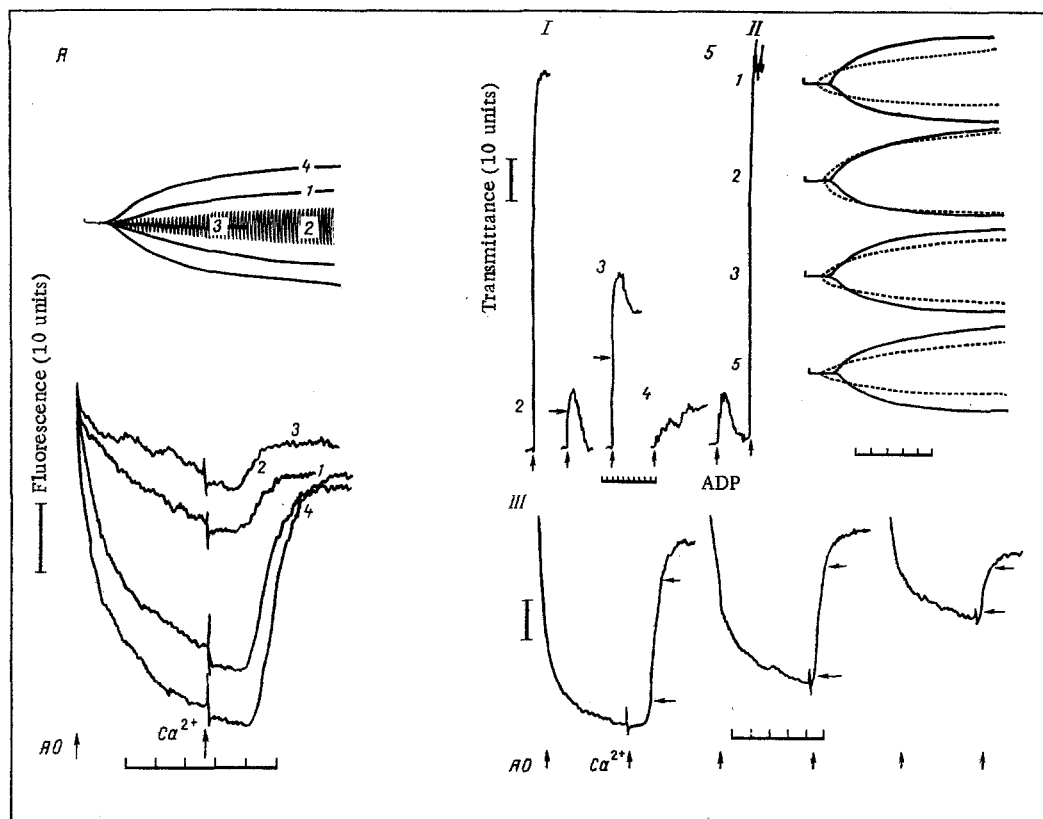 A
4
1
3
2
Fluorescence (10 units)
3
2
1
4
AO
Ca²⁺
I
II
Transmittance (10 units)
5
1
2
3
5
2
3
4
ADP
III
AO
Ca²⁺